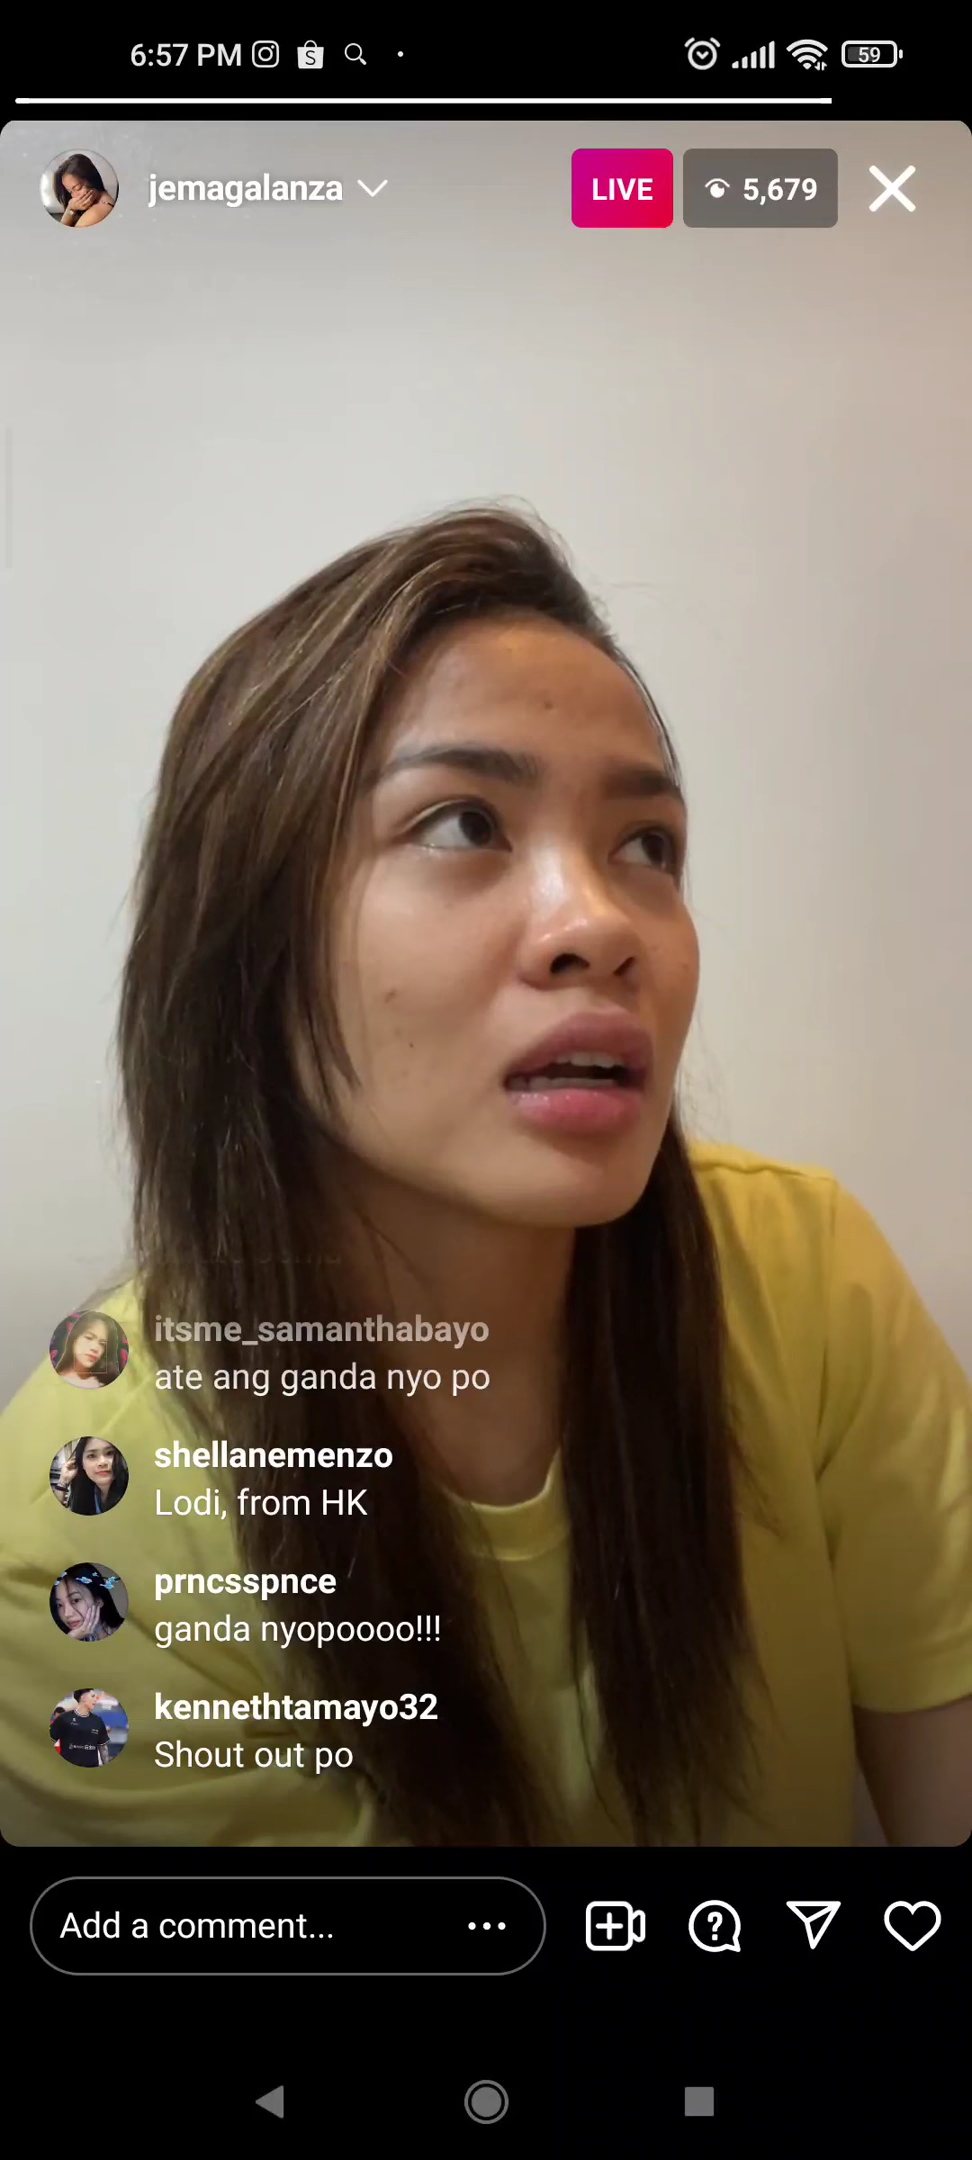 6:57 PM
59
jemagalanza
LIVE
5,679
itsme_samanthabayo
ate ang ganda nyo po
shellanemenzo
Lodi, from HK
prncsspnce
ganda nyopoooo!!!
kennethtamayo32
Shout out po
Add a comment...